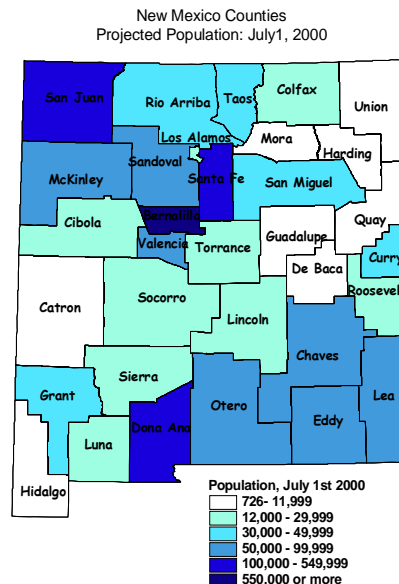 New Mexico Counties
Projected Population: July1, 2000
San Juan
Rio Arriba
Taos
Colfax
Union
Los Alamos
Mora
Harding
Sandoval
McKinley
Santa Fe
San Miguel
Cibola
Bernalillo
Valencia
Torrance
Guadalupe
Quay
Curry
De Baca
Roosevel
Catron
Socorro
Lincoln
Chaves
Sierra
Grant
Otero
Lea
Eddy
Luna
Dona Ana
Hidalgo
Population, July 1st 2000
726- 11,999
12,000 - 29,999
30,000 - 49,999
50,000 - 99,999
100,000 - 549,999
550,000 or more